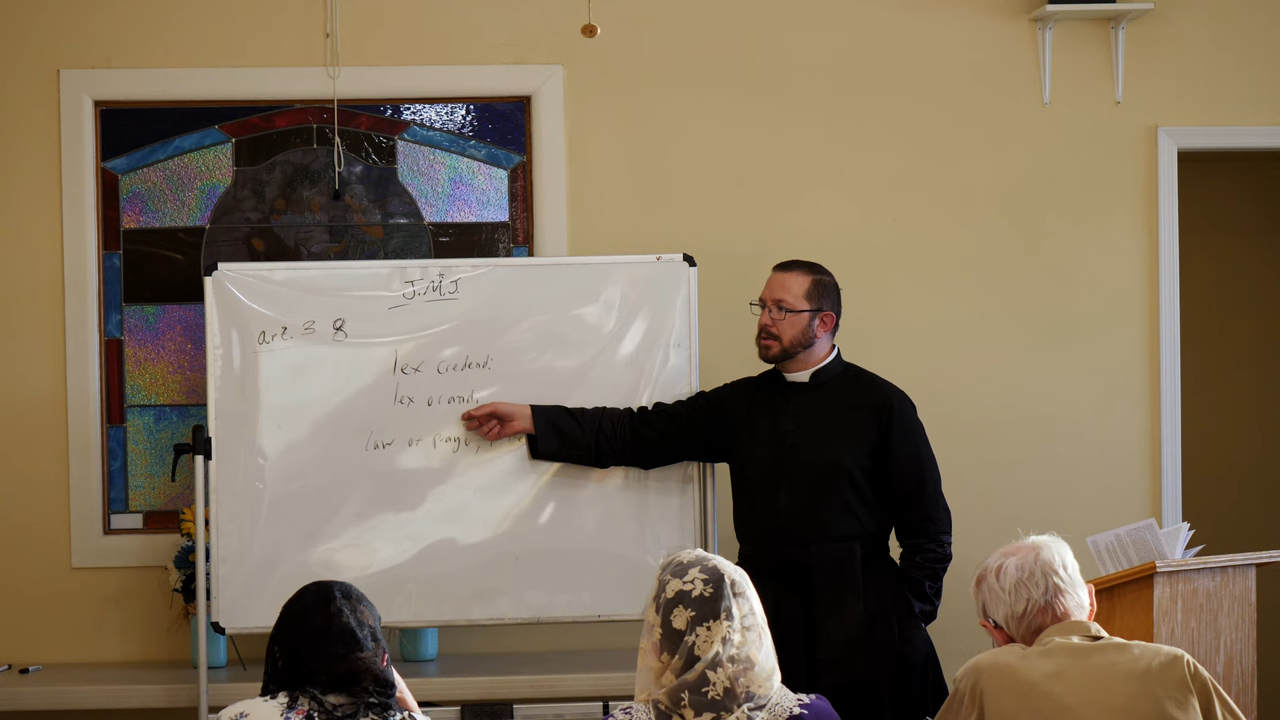 J.M.J.
art. 3 8
lex credendi
lex orandi
law of prayer,